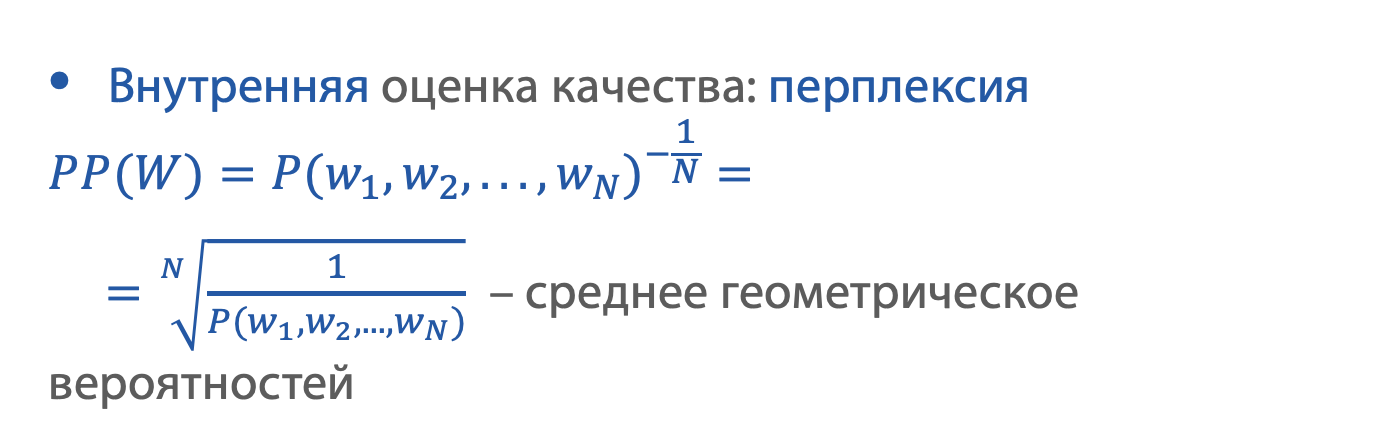 • Внутренняя оценка качества: перплексия
PP(W) = P(w₁, w₂, . . . , w_N)^(-1/N) =
= ᴺ√(1/P(w₁,w₂,...,w_N)) – среднее геометрическое
вероятностей